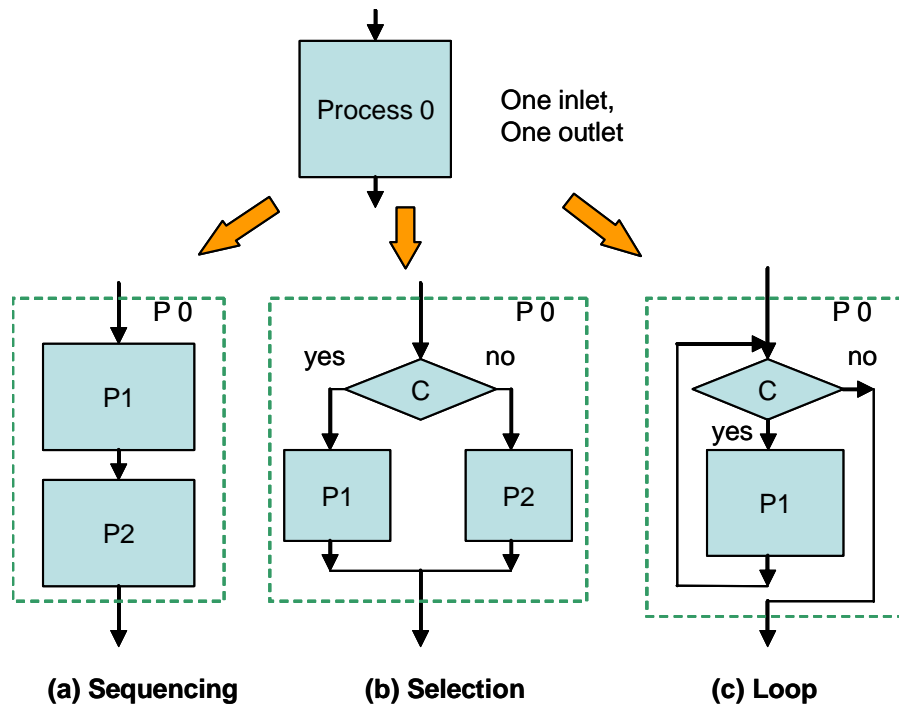 Process 0
One inlet,
One outlet
P 0
P1
P2
(a) Sequencing
P 0
yes
no
C
P1
P2
(b) Selection
P 0
no
C
yes
P1
(c) Loop